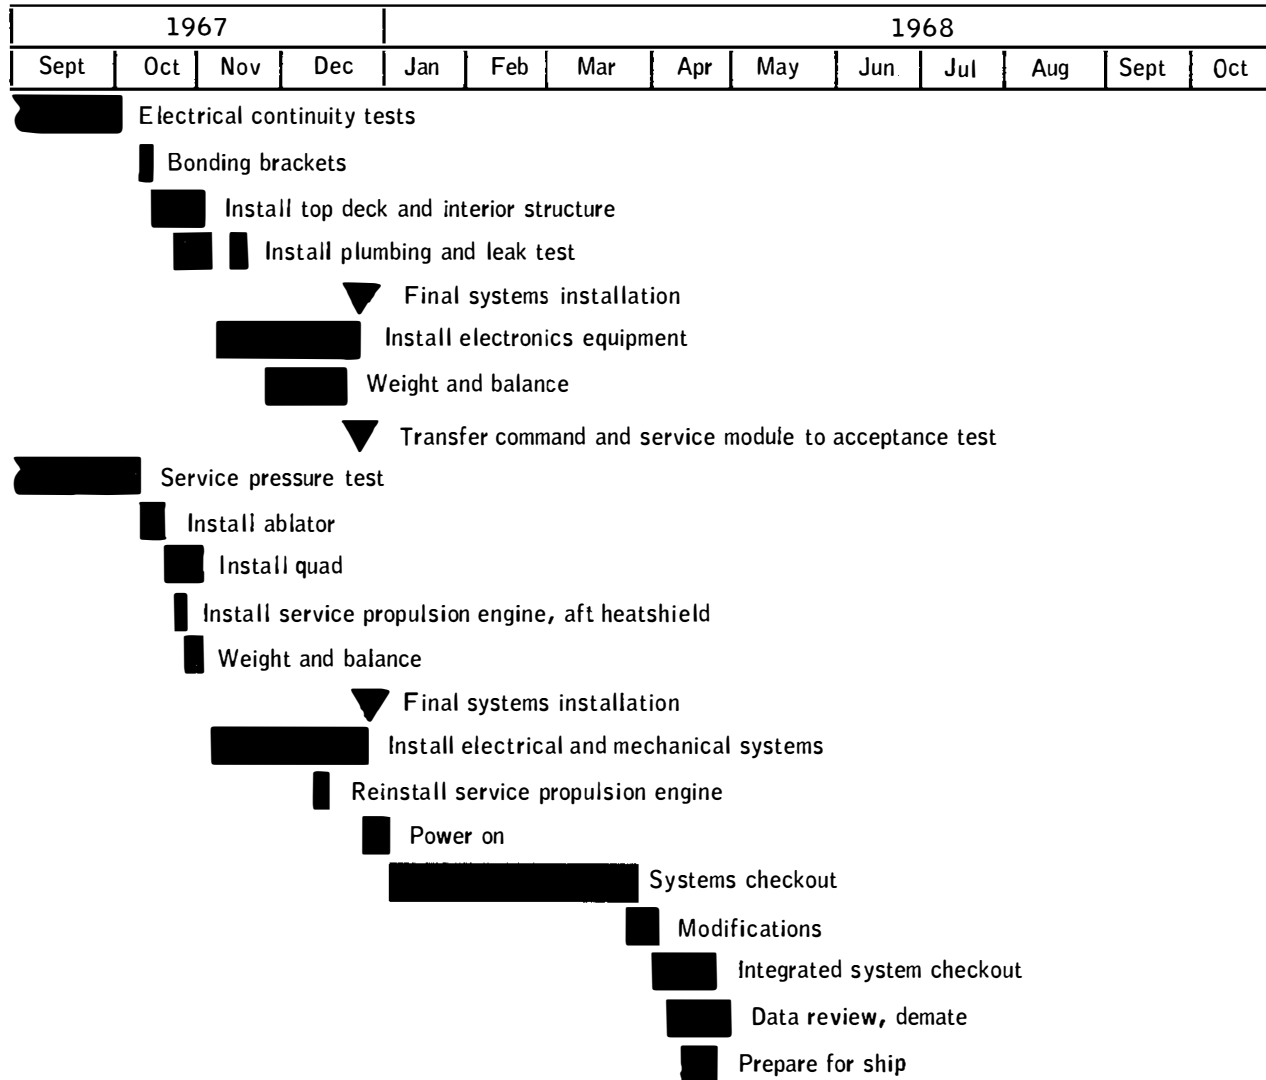 1967 1968
Sept Oct Nov Dec Jan Feb Mar Apr May Jun Jul Aug Sept Oct
Electrical continuity tests
Bonding brackets
Install top deck and interior structure
Install plumbing and leak test
Final systems installation
Install electronics equipment
Weight and balance
Transfer command and service module to acceptance test
Service pressure test
Install ablator
Install quad
Install service propulsion engine, aft heatshield
Weight and balance
Final systems installation
Install electrical and mechanical systems
Reinstall service propulsion engine
Power on
Systems checkout
Modifications
Integrated system checkout
Data review, demate
Prepare for ship